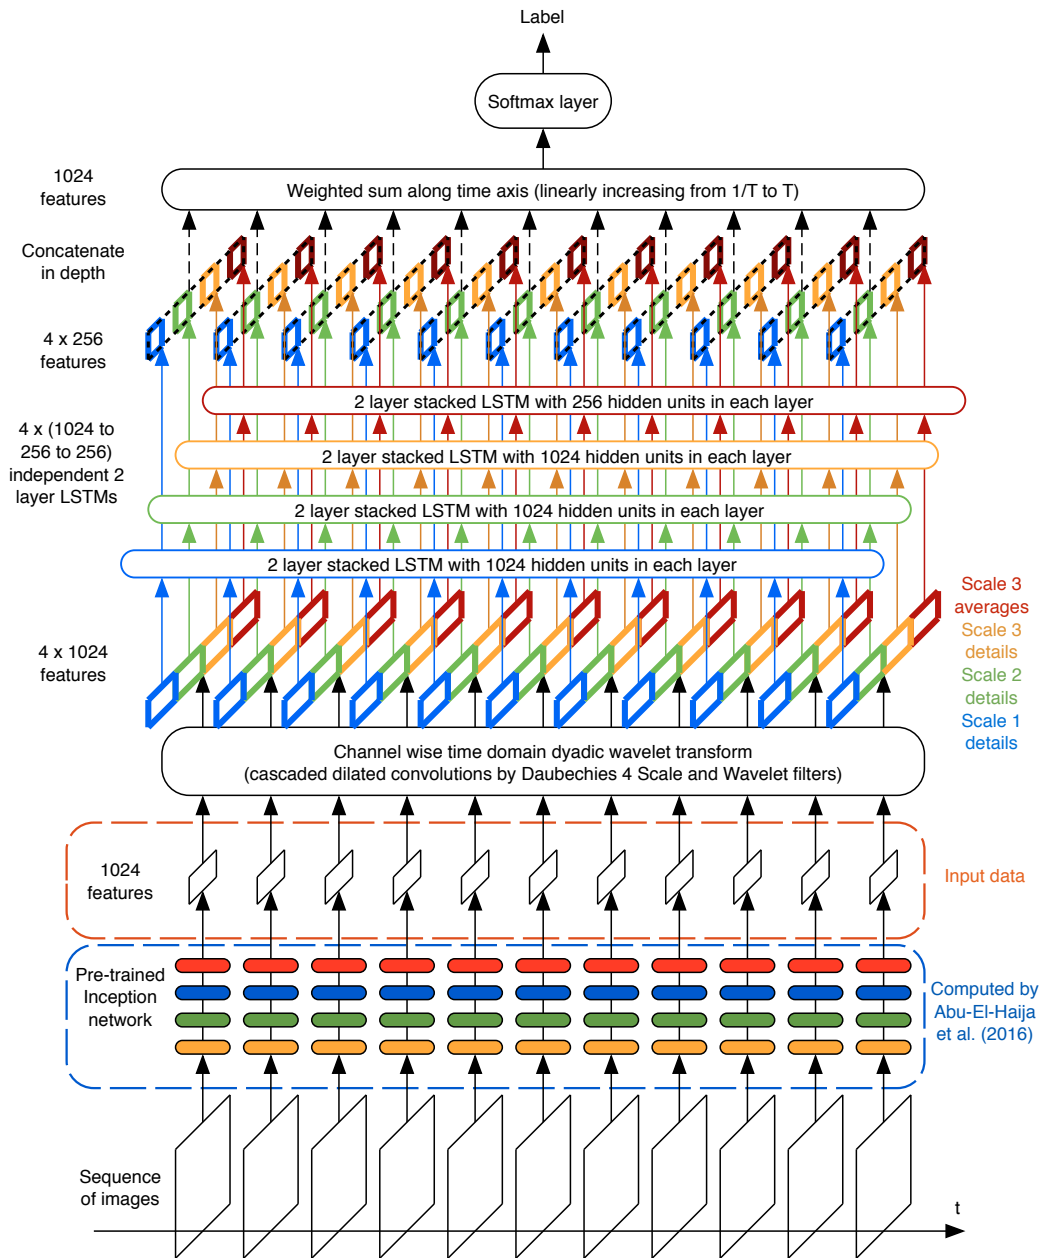 Label
Softmax layer
1024
features
Weighted sum along time axis (linearly increasing from 1/T to T)
Concatenate
in depth
4 x 256
features
2 layer stacked LSTM with 256 hidden units in each layer
4 x (1024 to
256 to 256)
independent 2
layer LSTMs
2 layer stacked LSTM with 1024 hidden units in each layer
2 layer stacked LSTM with 1024 hidden units in each layer
2 layer stacked LSTM with 1024 hidden units in each layer
Scale 3
averages
Scale 3
details
Scale 2
details
Scale 1
details
4 x 1024
features
Channel wise time domain dyadic wavelet transform
(cascaded dilated convolutions by Daubechies 4 Scale and Wavelet filters)
1024
features
Input data
Pre-trained
Inception
network
Computed by
Abu-El-Haija
et al. (2016)
Sequence
of images
t